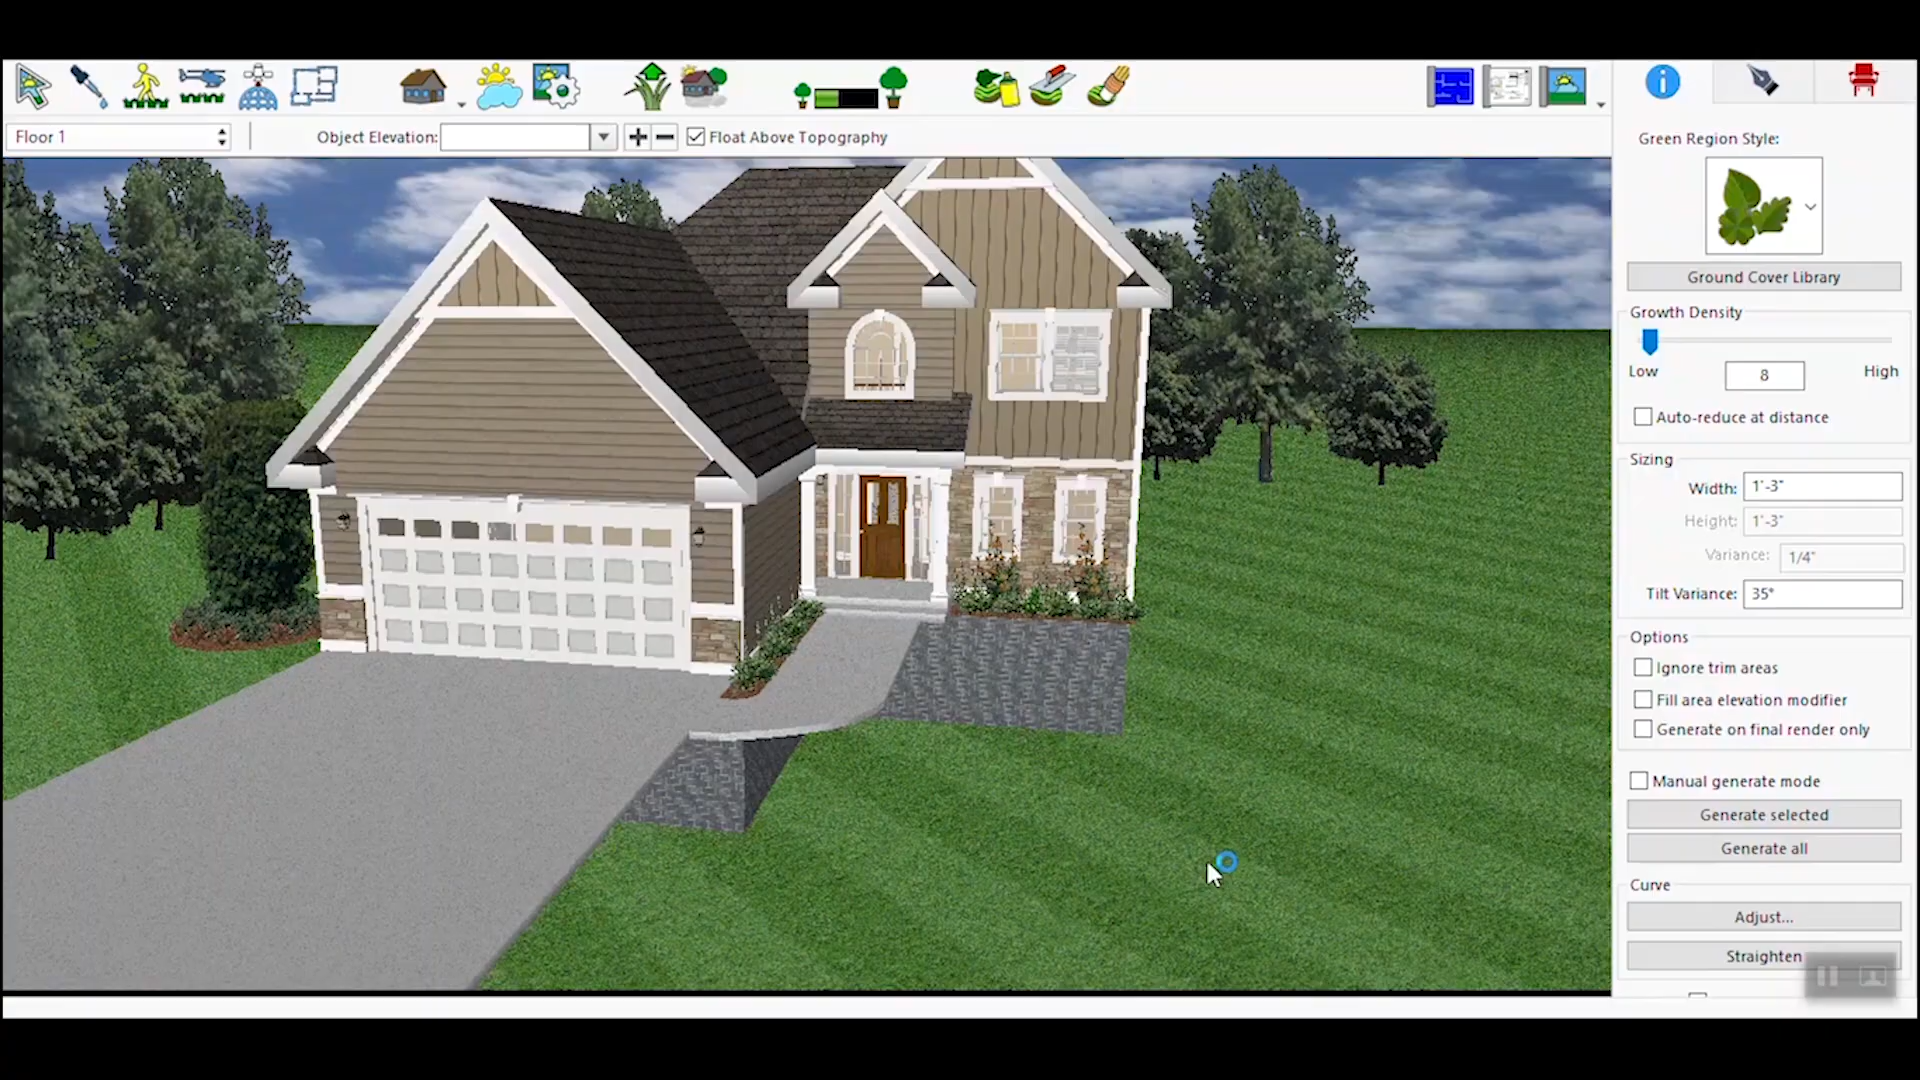 Floor 1
Object Elevation:
Float Above Topography
Green Region Style:
Ground Cover Library
Growth Density
Low
8
High
Auto-reduce at distance
Sizing
Width: 1'-3"
Height: 1'-3"
Variance: 1/4"
Tilt Variance: 35°
Options
Ignore trim areas
Fill area elevation modifier
Generate on final render only
Manual generate mode
Generate selected
Generate all
Curve
Adjust...
Straighten